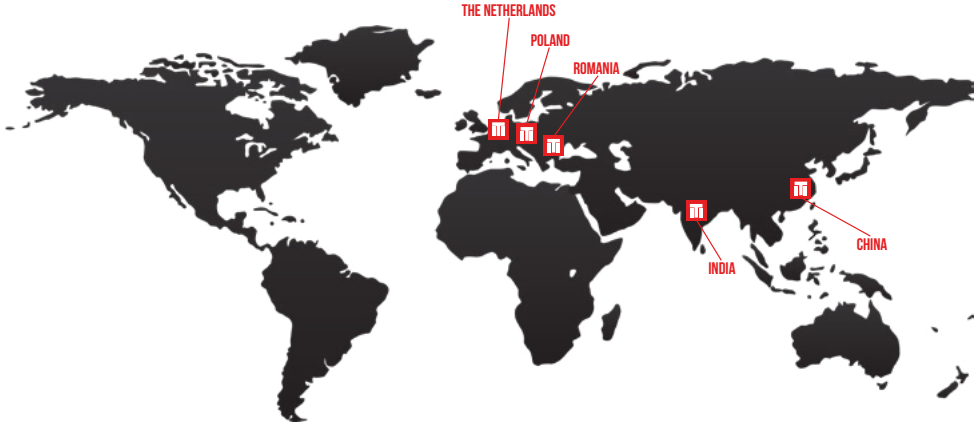 THE NETHERLANDS
POLAND
ROMANIA
CHINA
INDIA